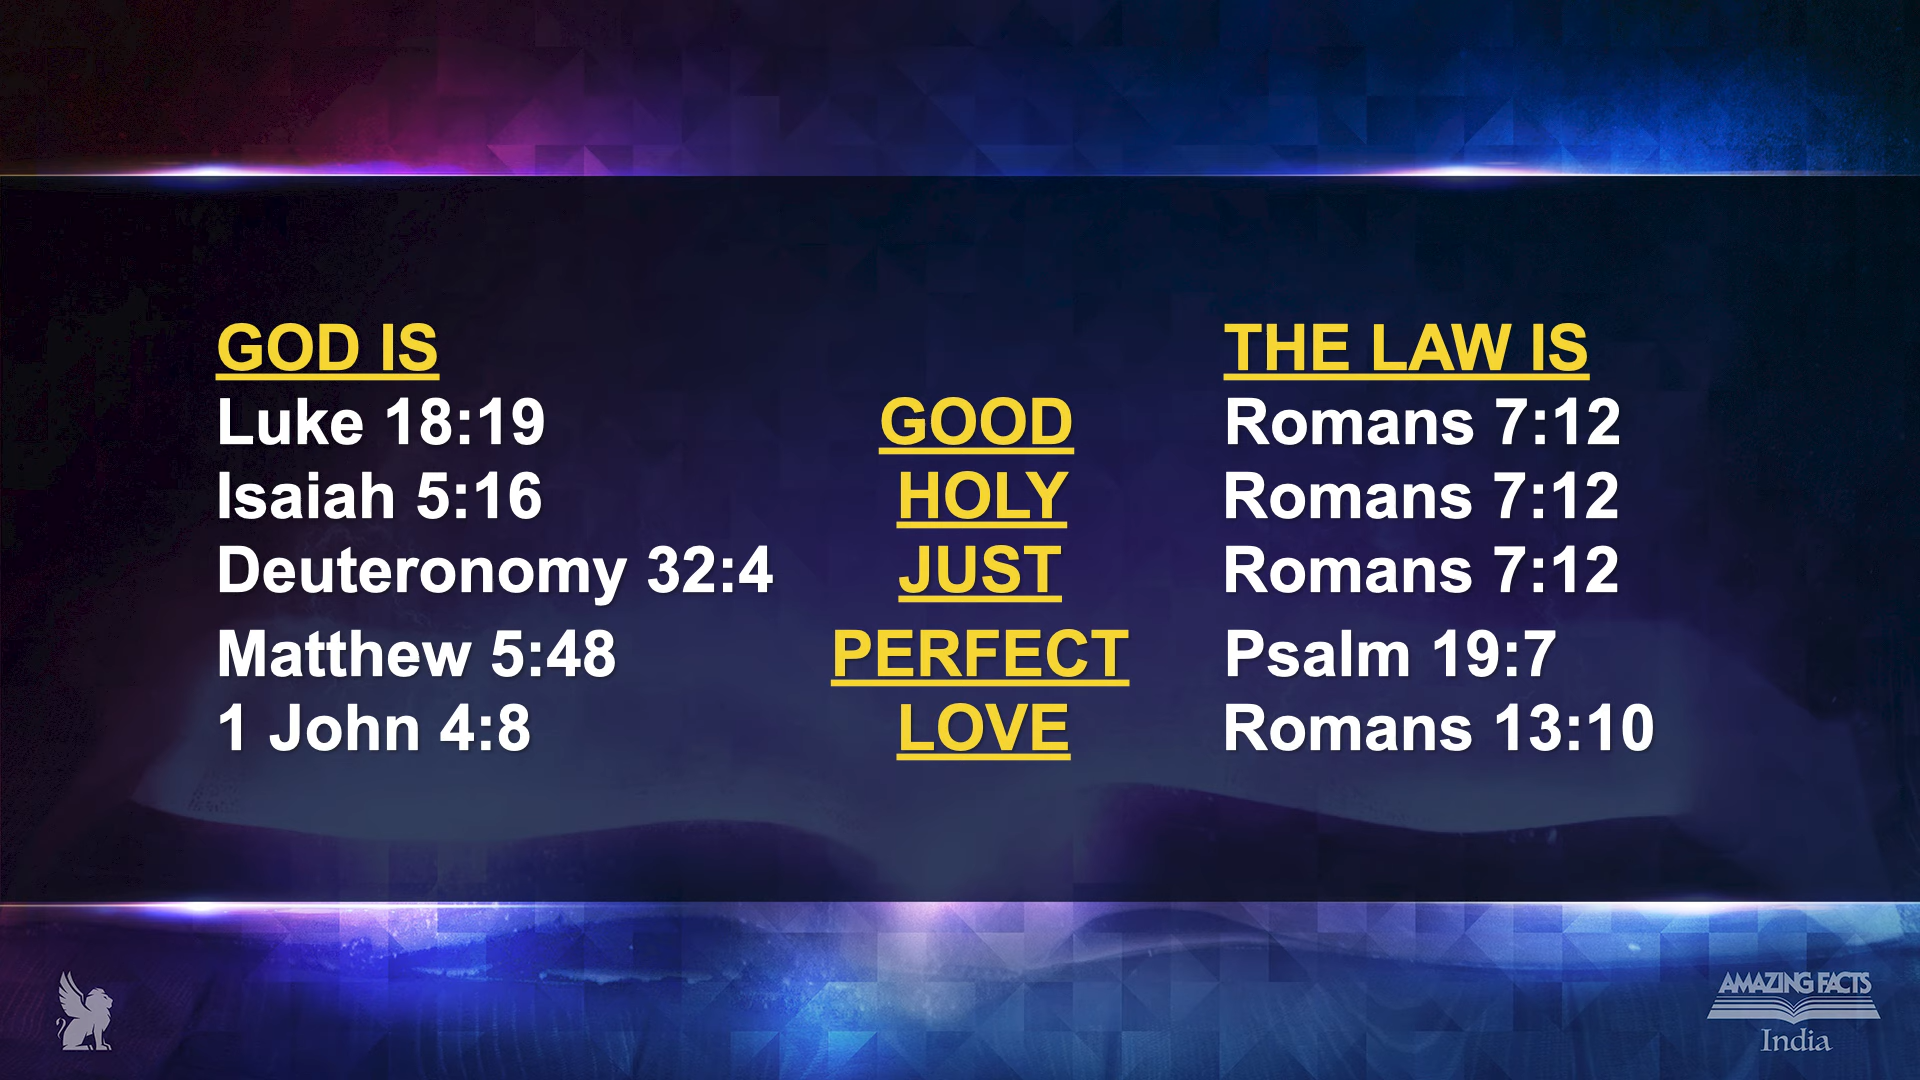 GOD IS THE LAW IS
Luke 18:19 GOOD Romans 7:12
Isaiah 5:16 HOLY Romans 7:12
Deuteronomy 32:4 JUST Romans 7:12
Matthew 5:48 PERFECT Psalm 19:7
1 John 4:8 LOVE Romans 13:10
AMAZING FACTS
India